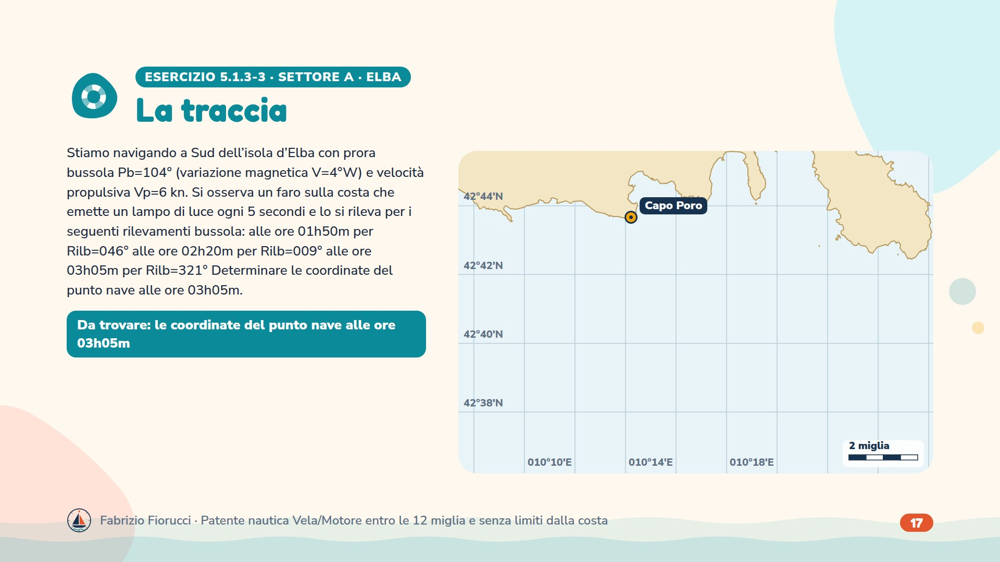 ESERCIZIO 5.1.3-3 · SETTORE A · ELBA
La traccia
Stiamo navigando a Sud dell’isola d’Elba con prora
bussola Pb=104° (variazione magnetica V=4°W) e velocità
propulsiva Vp=6 kn. Si osserva un faro sulla costa che
emette un lampo di luce ogni 5 secondi e lo si rileva per i
seguenti rilevamenti bussola: alle ore 01h50m per
Rilb=046° alle ore 02h20m per Rilb=009° alle ore
03h05m per Rilb=321° Determinare le coordinate del
punto nave alle ore 03h05m.
Da trovare: le coordinate del punto nave alle ore
03h05m
42°44'N
Capo Poro
42°42'N
42°40'N
42°38'N
2 miglia
010°10'E
010°14'E
010°18'E
Fabrizio Fiorucci · Patente nautica Vela/Motore entro le 12 miglia e senza limiti dalla costa
17